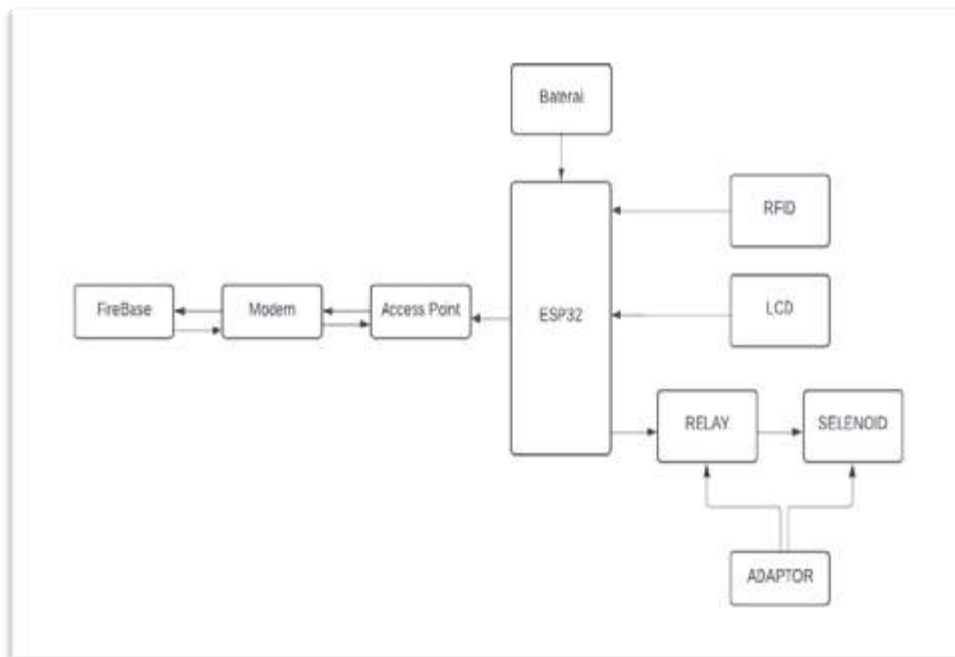 Baterai
RFID
FireBase
Modem
Access Point
ESP32
LCD
RELAY
SELENOID
ADAPTOR